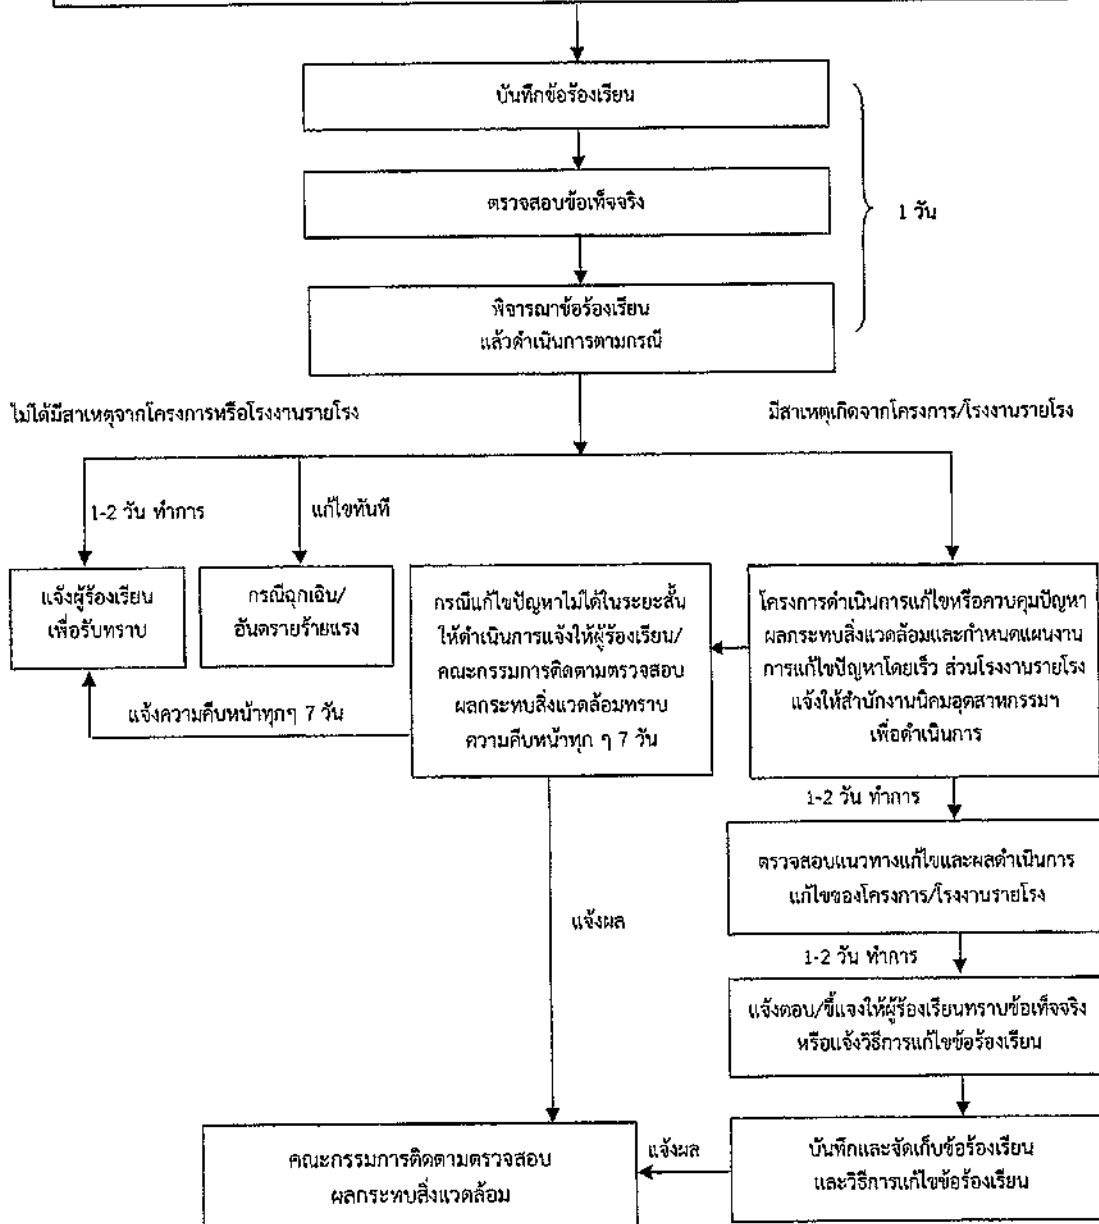 บันทึกข้อร้องเรียน
ตรวจสอบข้อเท็จจริง
1 วัน
พิจารณาข้อร้องเรียน
แล้วดำเนินการตามกรณี
ไม่ได้มีสาเหตุจากโครงการหรือโรงงานรายโรง
มีสาเหตุเกิดจากโครงการ/โรงงานรายโรง
1-2 วัน ทำการ
แก้ไขทันที
แจ้งผู้ร้องเรียน
เพื่อรับทราบ
กรณีฉุกเฉิน/
อันตรายร้ายแรง
กรณีแก้ไขปัญหาไม่ได้ในระยะสั้น
ให้ดำเนินการแจ้งให้ผู้ร้องเรียน/
คณะกรรมการติดตามตรวจสอบ
ผลกระทบสิ่งแวดล้อมทราบ
ความคืบหน้าทุก ๆ 7 วัน
โครงการดำเนินการแก้ไขหรือควบคุมปัญหา
ผลกระทบสิ่งแวดล้อมและกำหนดแผนงาน
การแก้ไขปัญหาโดยเร็ว ส่วนโรงงานรายโรง
แจ้งให้สำนักงานนิคมอุตสาหกรรมฯ
เพื่อดำเนินการ
แจ้งความคืบหน้าทุกๆ 7 วัน
1-2 วัน ทำการ
ตรวจสอบแนวทางแก้ไขและผลดำเนินการ
แก้ไขของโครงการ/โรงงานรายโรง
แจ้งผล
1-2 วัน ทำการ
แจ้งตอบ/ชี้แจงให้ผู้ร้องเรียนทราบข้อเท็จจริง
หรือแจ้งวิธีการแก้ไขข้อร้องเรียน
คณะกรรมการติดตามตรวจสอบ
ผลกระทบสิ่งแวดล้อม
แจ้งผล
บันทึกและจัดเก็บข้อร้องเรียน
และวิธีการแก้ไขข้อร้องเรียน